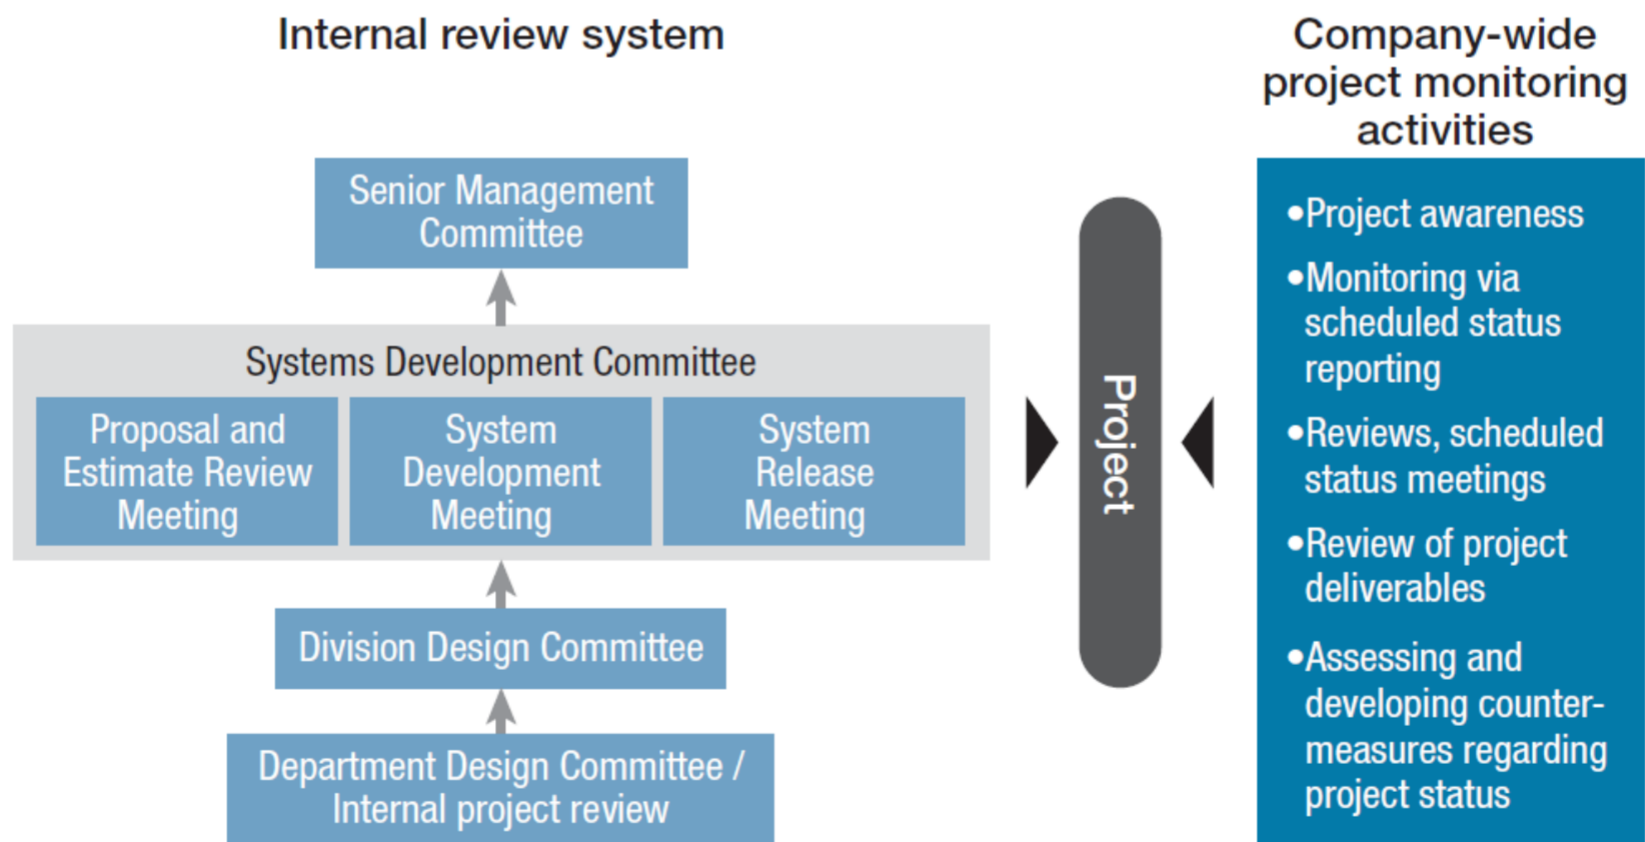 Internal review system
Senior Management
Committee
Systems Development Committee
Proposal and
Estimate Review
Meeting
System
Development
Meeting
System
Release
Meeting
Division Design Committee
Department Design Committee /
Internal project review
Project
Company-wide
project monitoring
activities
•Project awareness
•Monitoring via
scheduled status
reporting
•Reviews, scheduled
status meetings
•Review of project
deliverables
•Assessing and
developing counter-
measures regarding
project status